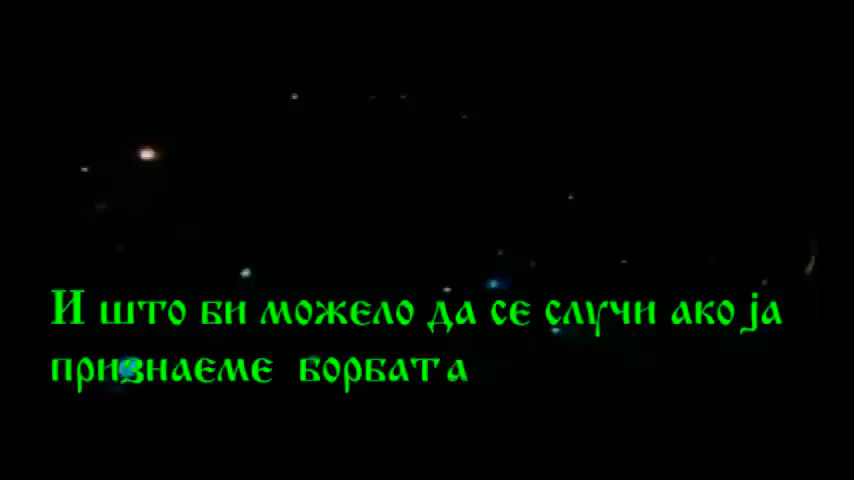 И што би можело да се случи ако ја
признаеме борбата